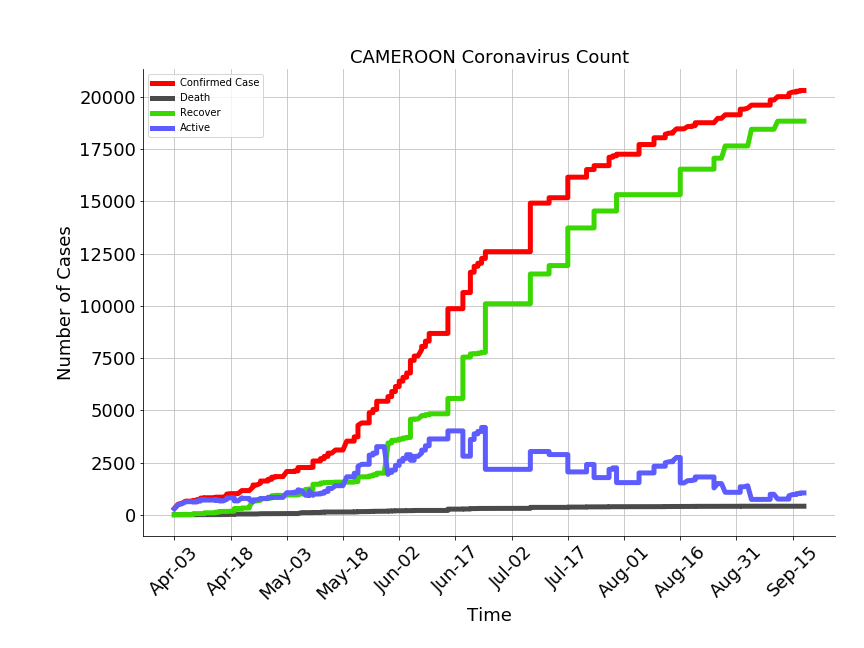 CAMEROON Coronavirus Count
Confirmed Case
Death
Recover
Active
20000
17500
15000
12500
10000
7500
5000
2500
0
Number of Cases
Apr-03
Apr-18
May-03
May-18
Jun-02
Jun-17
Jul-02
Jul-17
Aug-01
Aug-16
Aug-31
Sep-15
Time